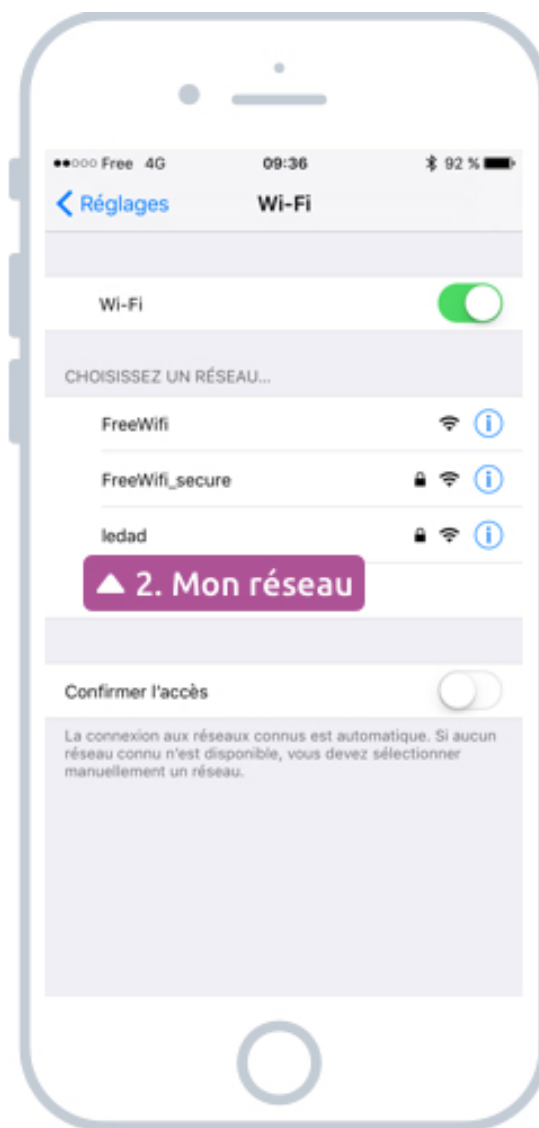 Free 4G 09:36 92 %
Réglages Wi-Fi
Wi-Fi
CHOISISSEZ UN RÉSEAU...
FreeWifi
FreeWifi_secure
ledad
2. Mon réseau
Confirmer l'accès
La connexion aux réseaux connus est automatique. Si aucun
réseau connu n'est disponible, vous devez sélectionner
manuellement un réseau.